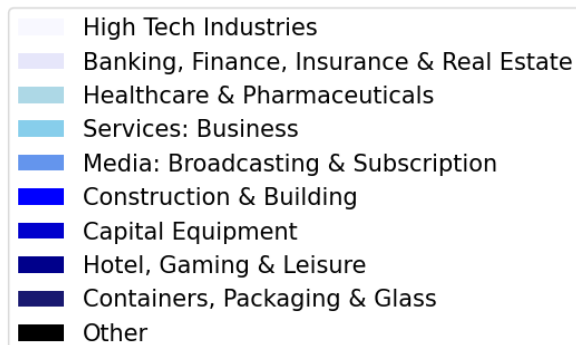 High Tech Industries
Banking, Finance, Insurance & Real Estate
Healthcare & Pharmaceuticals
Services: Business
Media: Broadcasting & Subscription
Construction & Building
Capital Equipment
Hotel, Gaming & Leisure
Containers, Packaging & Glass
Other